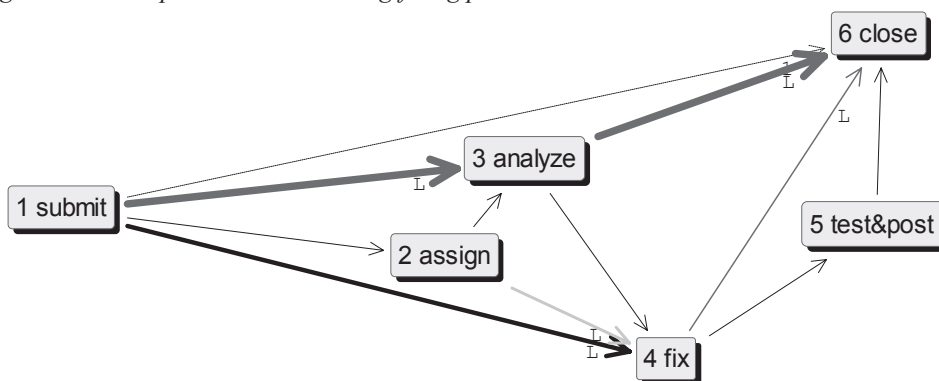 6 close
L
L
3 analyze
L
1 submit
5 test&post
2 assign
L
L
4 fix